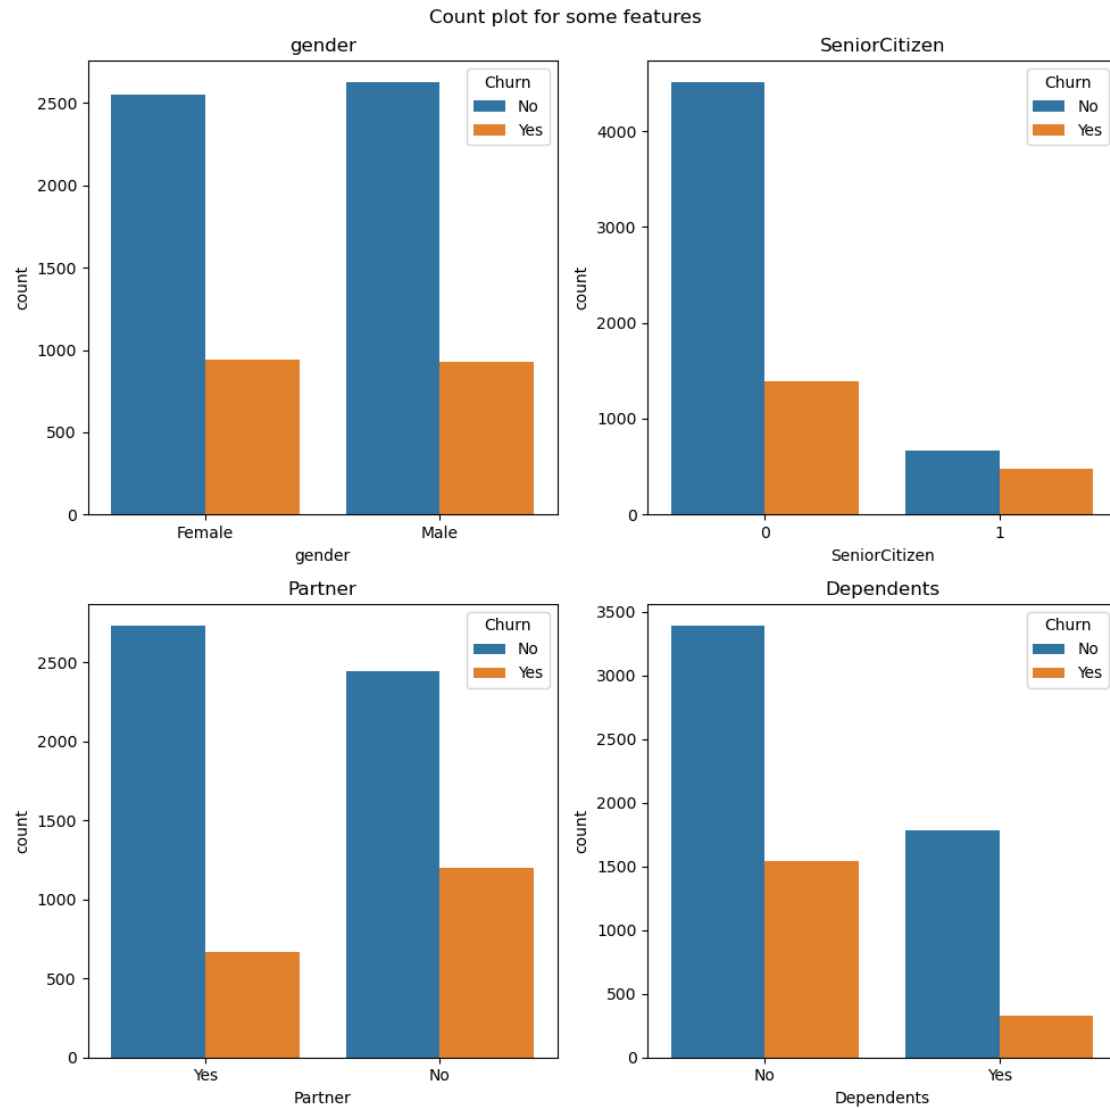 Count plot for some features
gender
Churn
No
Yes
2500
2000
1500
1000
500
0
count
Female
Male
gender
SeniorCitizen
Churn
No
Yes
4000
3000
2000
1000
0
count
0
1
SeniorCitizen
Partner
Churn
No
Yes
2500
2000
1500
1000
500
0
count
Yes
No
Partner
Dependents
Churn
No
Yes
3500
3000
2500
2000
1500
1000
500
0
count
No
Yes
Dependents